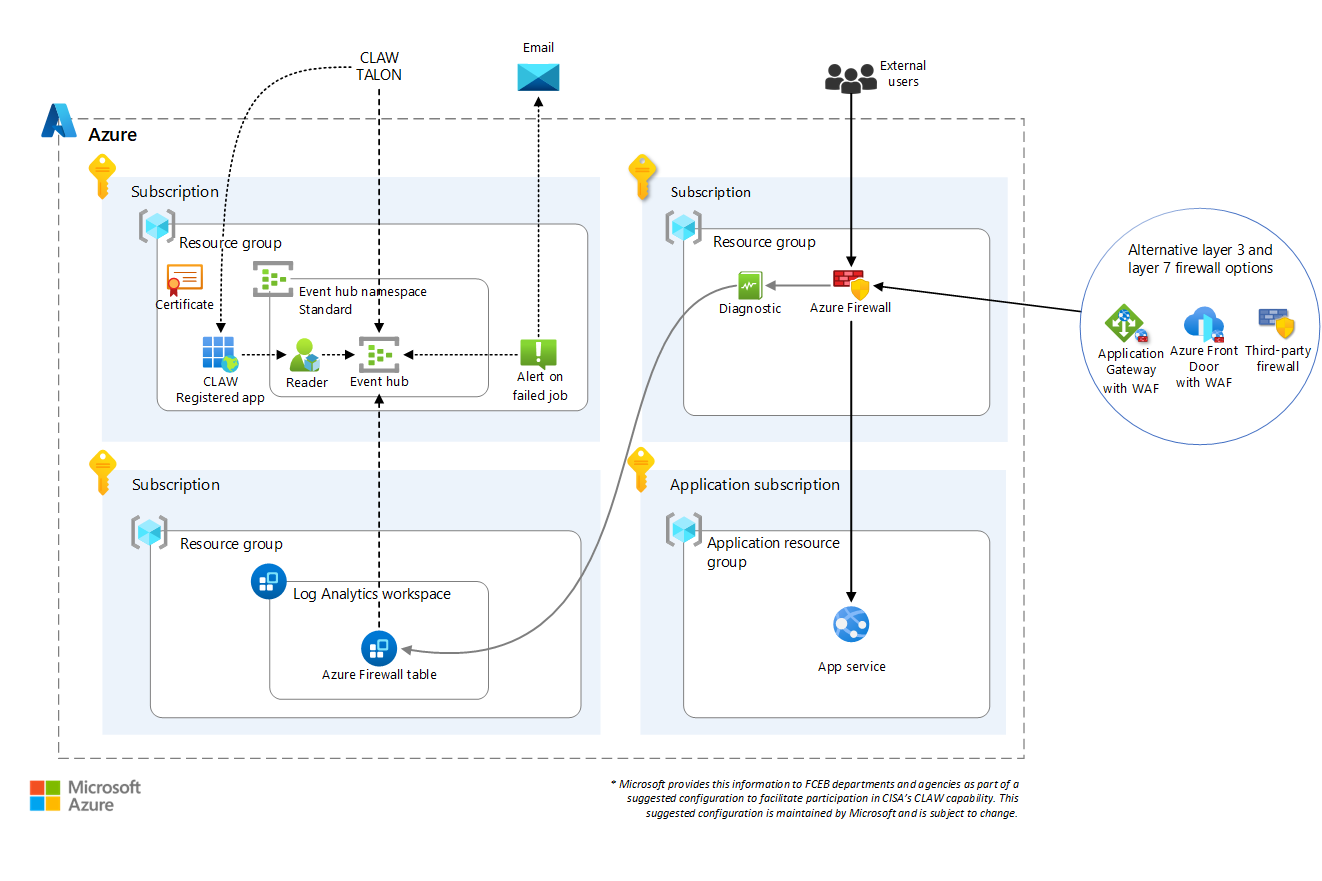 CLAW
TALON
Email
External
users
Azure
Subscription
Resource group
Certificate
Event hub namespace
Standard
CLAW
Registered app
Reader
Event hub
Alert on
failed job
Subscription
Resource group
Diagnostic
Azure Firewall
Alternative layer 3 and
layer 7 firewall options
Application
Gateway
with WAF
Azure Front
Door
with WAF
Third-party
firewall
Subscription
Resource group
Log Analytics workspace
Azure Firewall table
Application subscription
Application resource
group
App service
Microsoft
Azure
* Microsoft provides this information to FCEB departments and agencies as part of a
suggested configuration to facilitate participation in CISA's CLAW capability. This
suggested configuration is maintained by Microsoft and is subject to change.